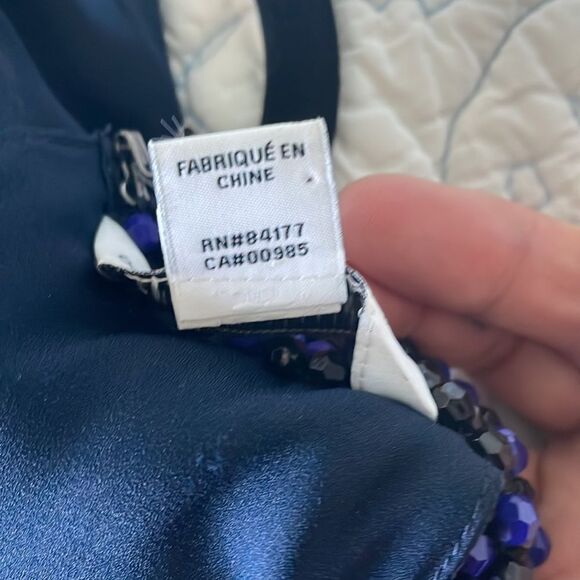 FABRIQUÉ EN
CHINE
RN#84177
CA#00985